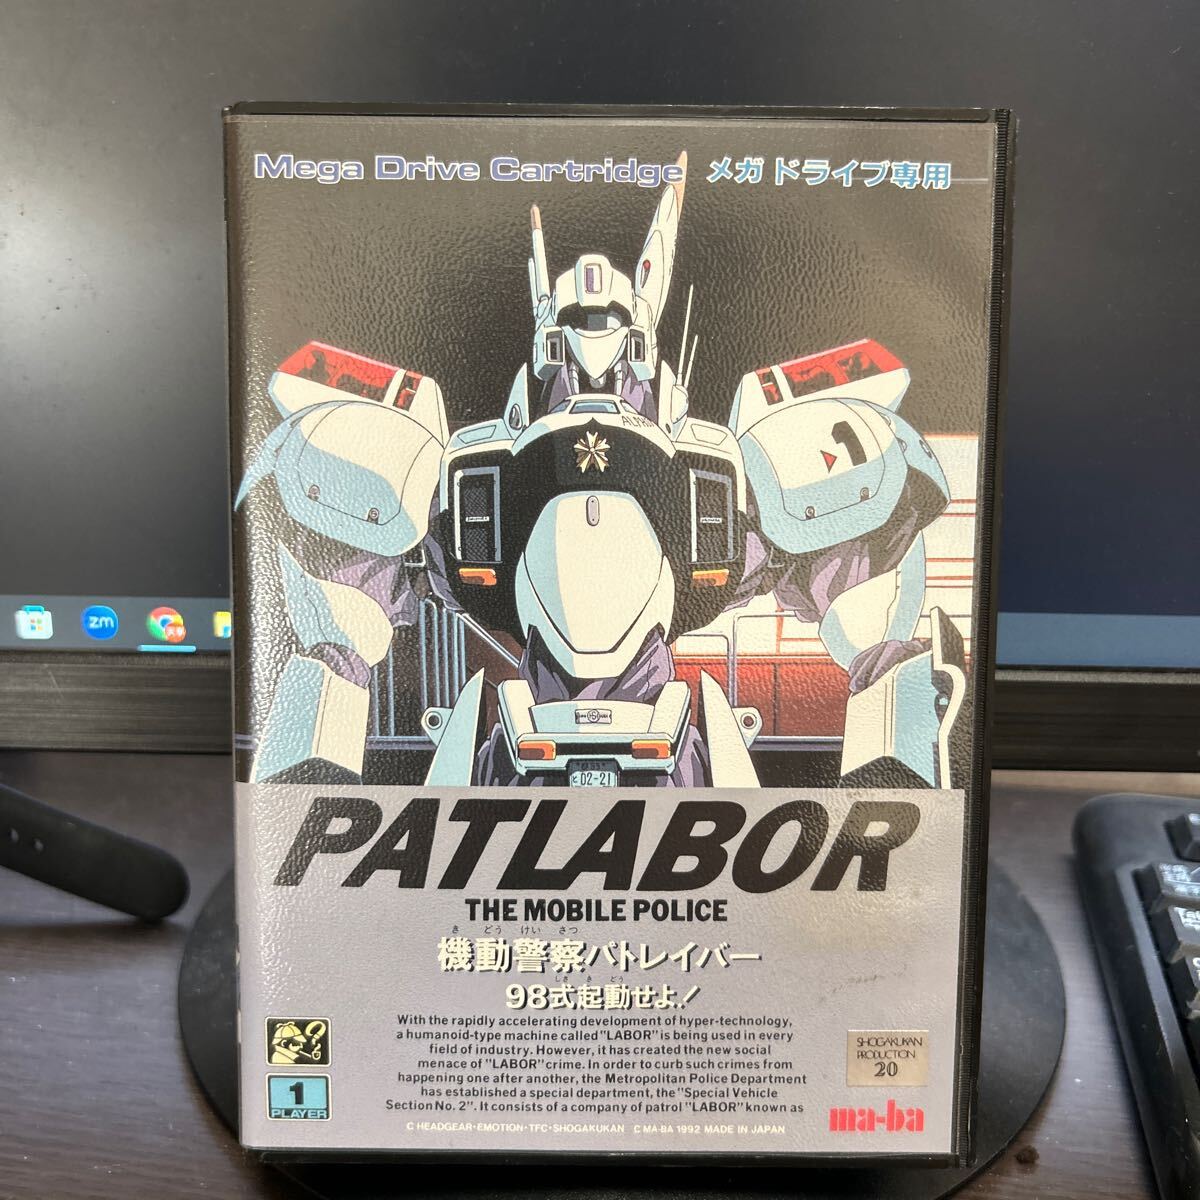 Mega Drive Cartridge メガドライブ専用
ALPHON
1
02-21
PATLABOR
THE MOBILE POLICE
き どう けい さつ
機動警察パトレイバー
しき き どう
98式起動せよ!
With the rapidly accelerating development of hyper-technology,
a humanoid-type machine called "LABOR" is being used in every
field of industry. However, it has created the new social
menace of "LABOR" crime. In order to curb such crimes from
happening one after another, the Metropolitan Police Department
has established a special department, the "Special Vehicle
Section No. 2". It consists of a company of patrol "LABOR" known as
C HEADGEAR・EMOTION・TFC・SHOGAKUKAN C MA-BA 1992 MADE IN JAPAN
1
PLAYER
SHOGAKUKAN
PRODUCTION
20
ma-ba
zm